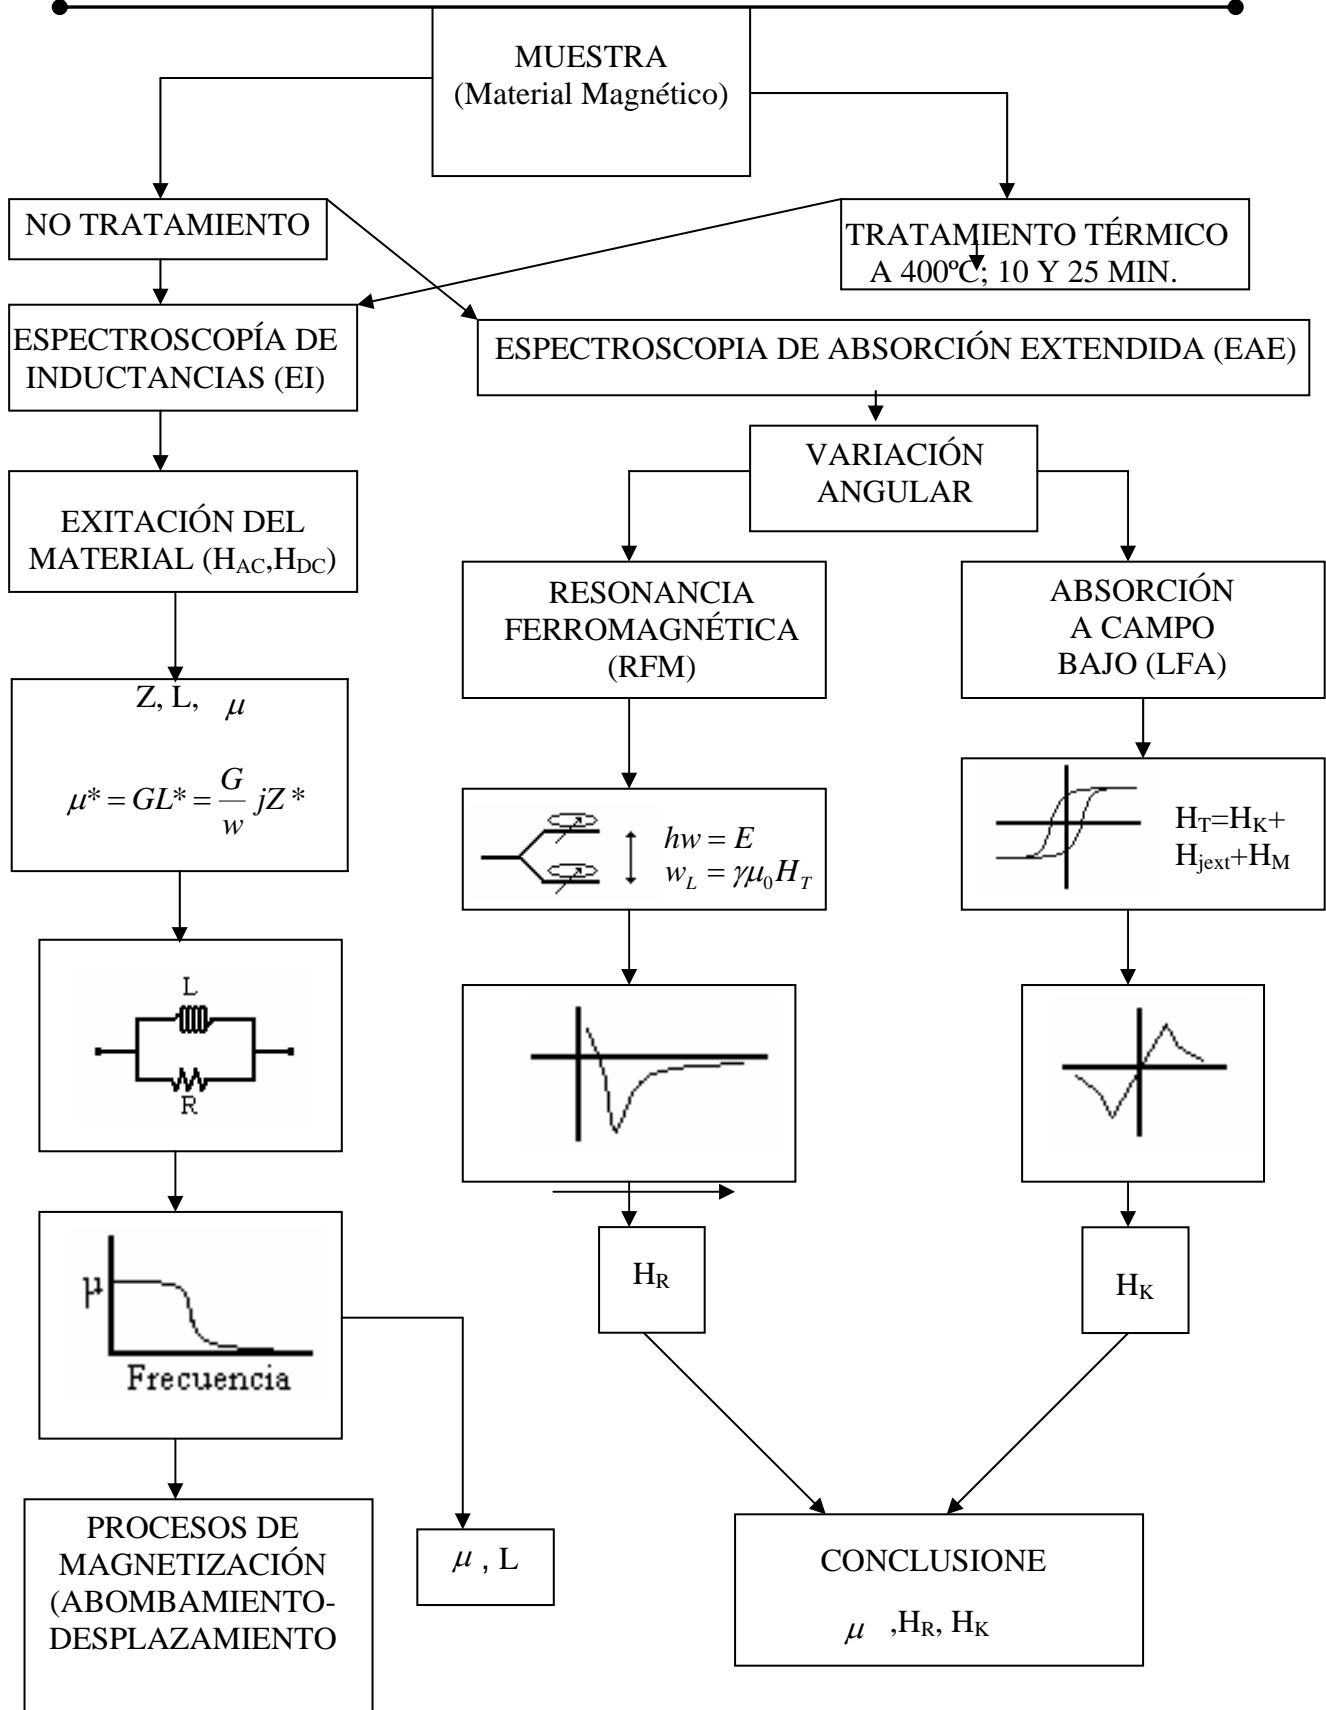 MUESTRA
(Material Magnético)
NO TRATAMIENTO
TRATAMIENTO TÉRMICO
A 400ºC; 10 Y 25 MIN.
ESPECTROSCOPÍA DE
INDUCTANCIAS (EI)
ESPECTROSCOPIA DE ABSORCIÓN EXTENDIDA (EAE)
VARIACIÓN
ANGULAR
EXITACIÓN DEL
MATERIAL (H_AC,H_DC)
RESONANCIA
FERROMAGNÉTICA
(RFM)
ABSORCIÓN
A CAMPO
BAJO (LFA)
Z, L, μ
μ* = GL* = G/w jZ*
hw = E
w_L = γμ_0 H_T
H_T=H_K+
H_jext+H_M
L
R
μ
Frecuencia
H_R
H_K
PROCESOS DE
MAGNETIZACIÓN
(ABOMBAMIENTO-
DESPLAZAMIENTO
μ , L
CONCLUSIONE
μ ,H_R, H_K